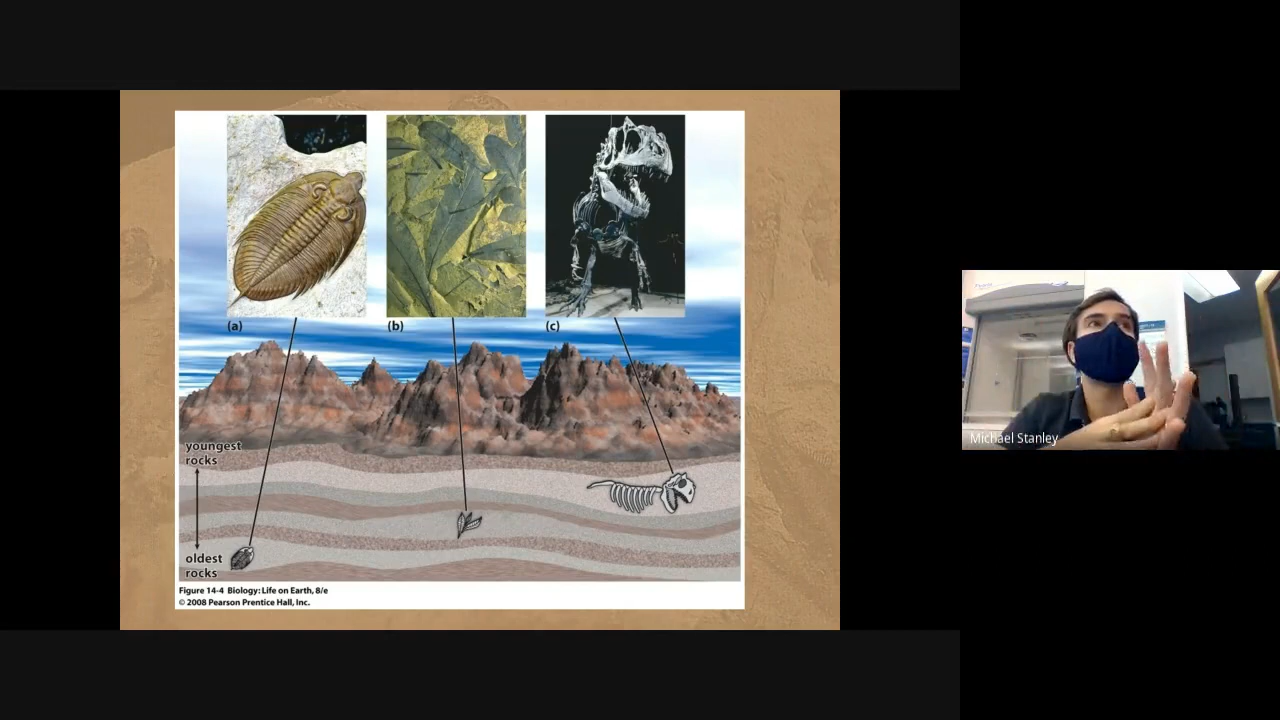 (a)
(b)
(c)
youngest
rocks
oldest
rocks
Figure 14-4 Biology: Life on Earth, 8/e
© 2008 Pearson Prentice Hall, Inc.
Michael Stanley